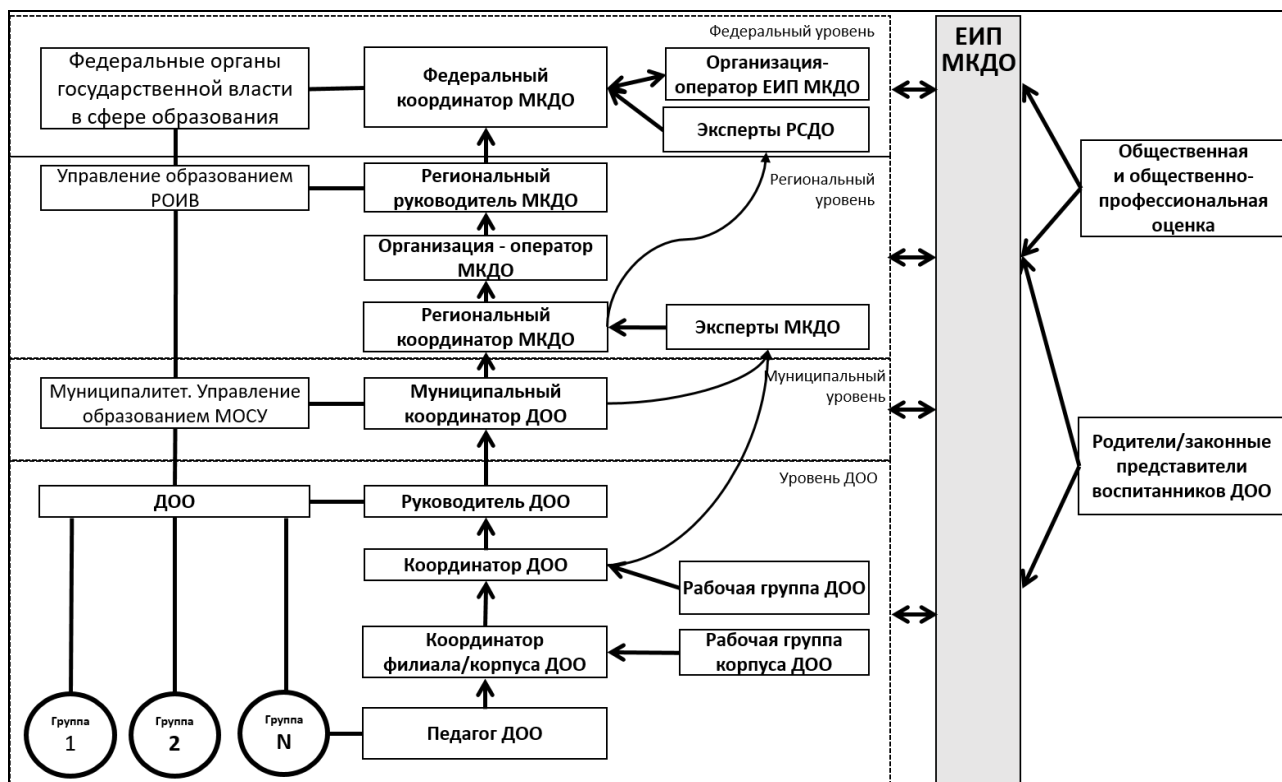 Федеральный уровень
ЕИП
МКДО
Федеральные органы
государственной власти
в сфере образования
Федеральный
координатор МКДО
Организация-
оператор ЕИП МКДО
Эксперты РСДО
Общественная
и общественно-
профессиональная
оценка
Управление образованием
РОИВ
Региональный
руководитель МКДО
Региональный
уровень
Организация - оператор
МКДО
Региональный
координатор МКДО
Эксперты МКДО
Муниципалитет. Управление
образованием МОСУ
Муниципальный
координатор ДОО
Муниципальный
уровень
Родители/законные
представители
воспитанников ДОО
Уровень ДОО
ДОО
Руководитель ДОО
Координатор ДОО
Рабочая группа ДОО
Координатор
филиала/корпуса ДОО
Рабочая группа
корпуса ДОО
Группа
1
Группа
2
Группа
N
Педагог ДОО